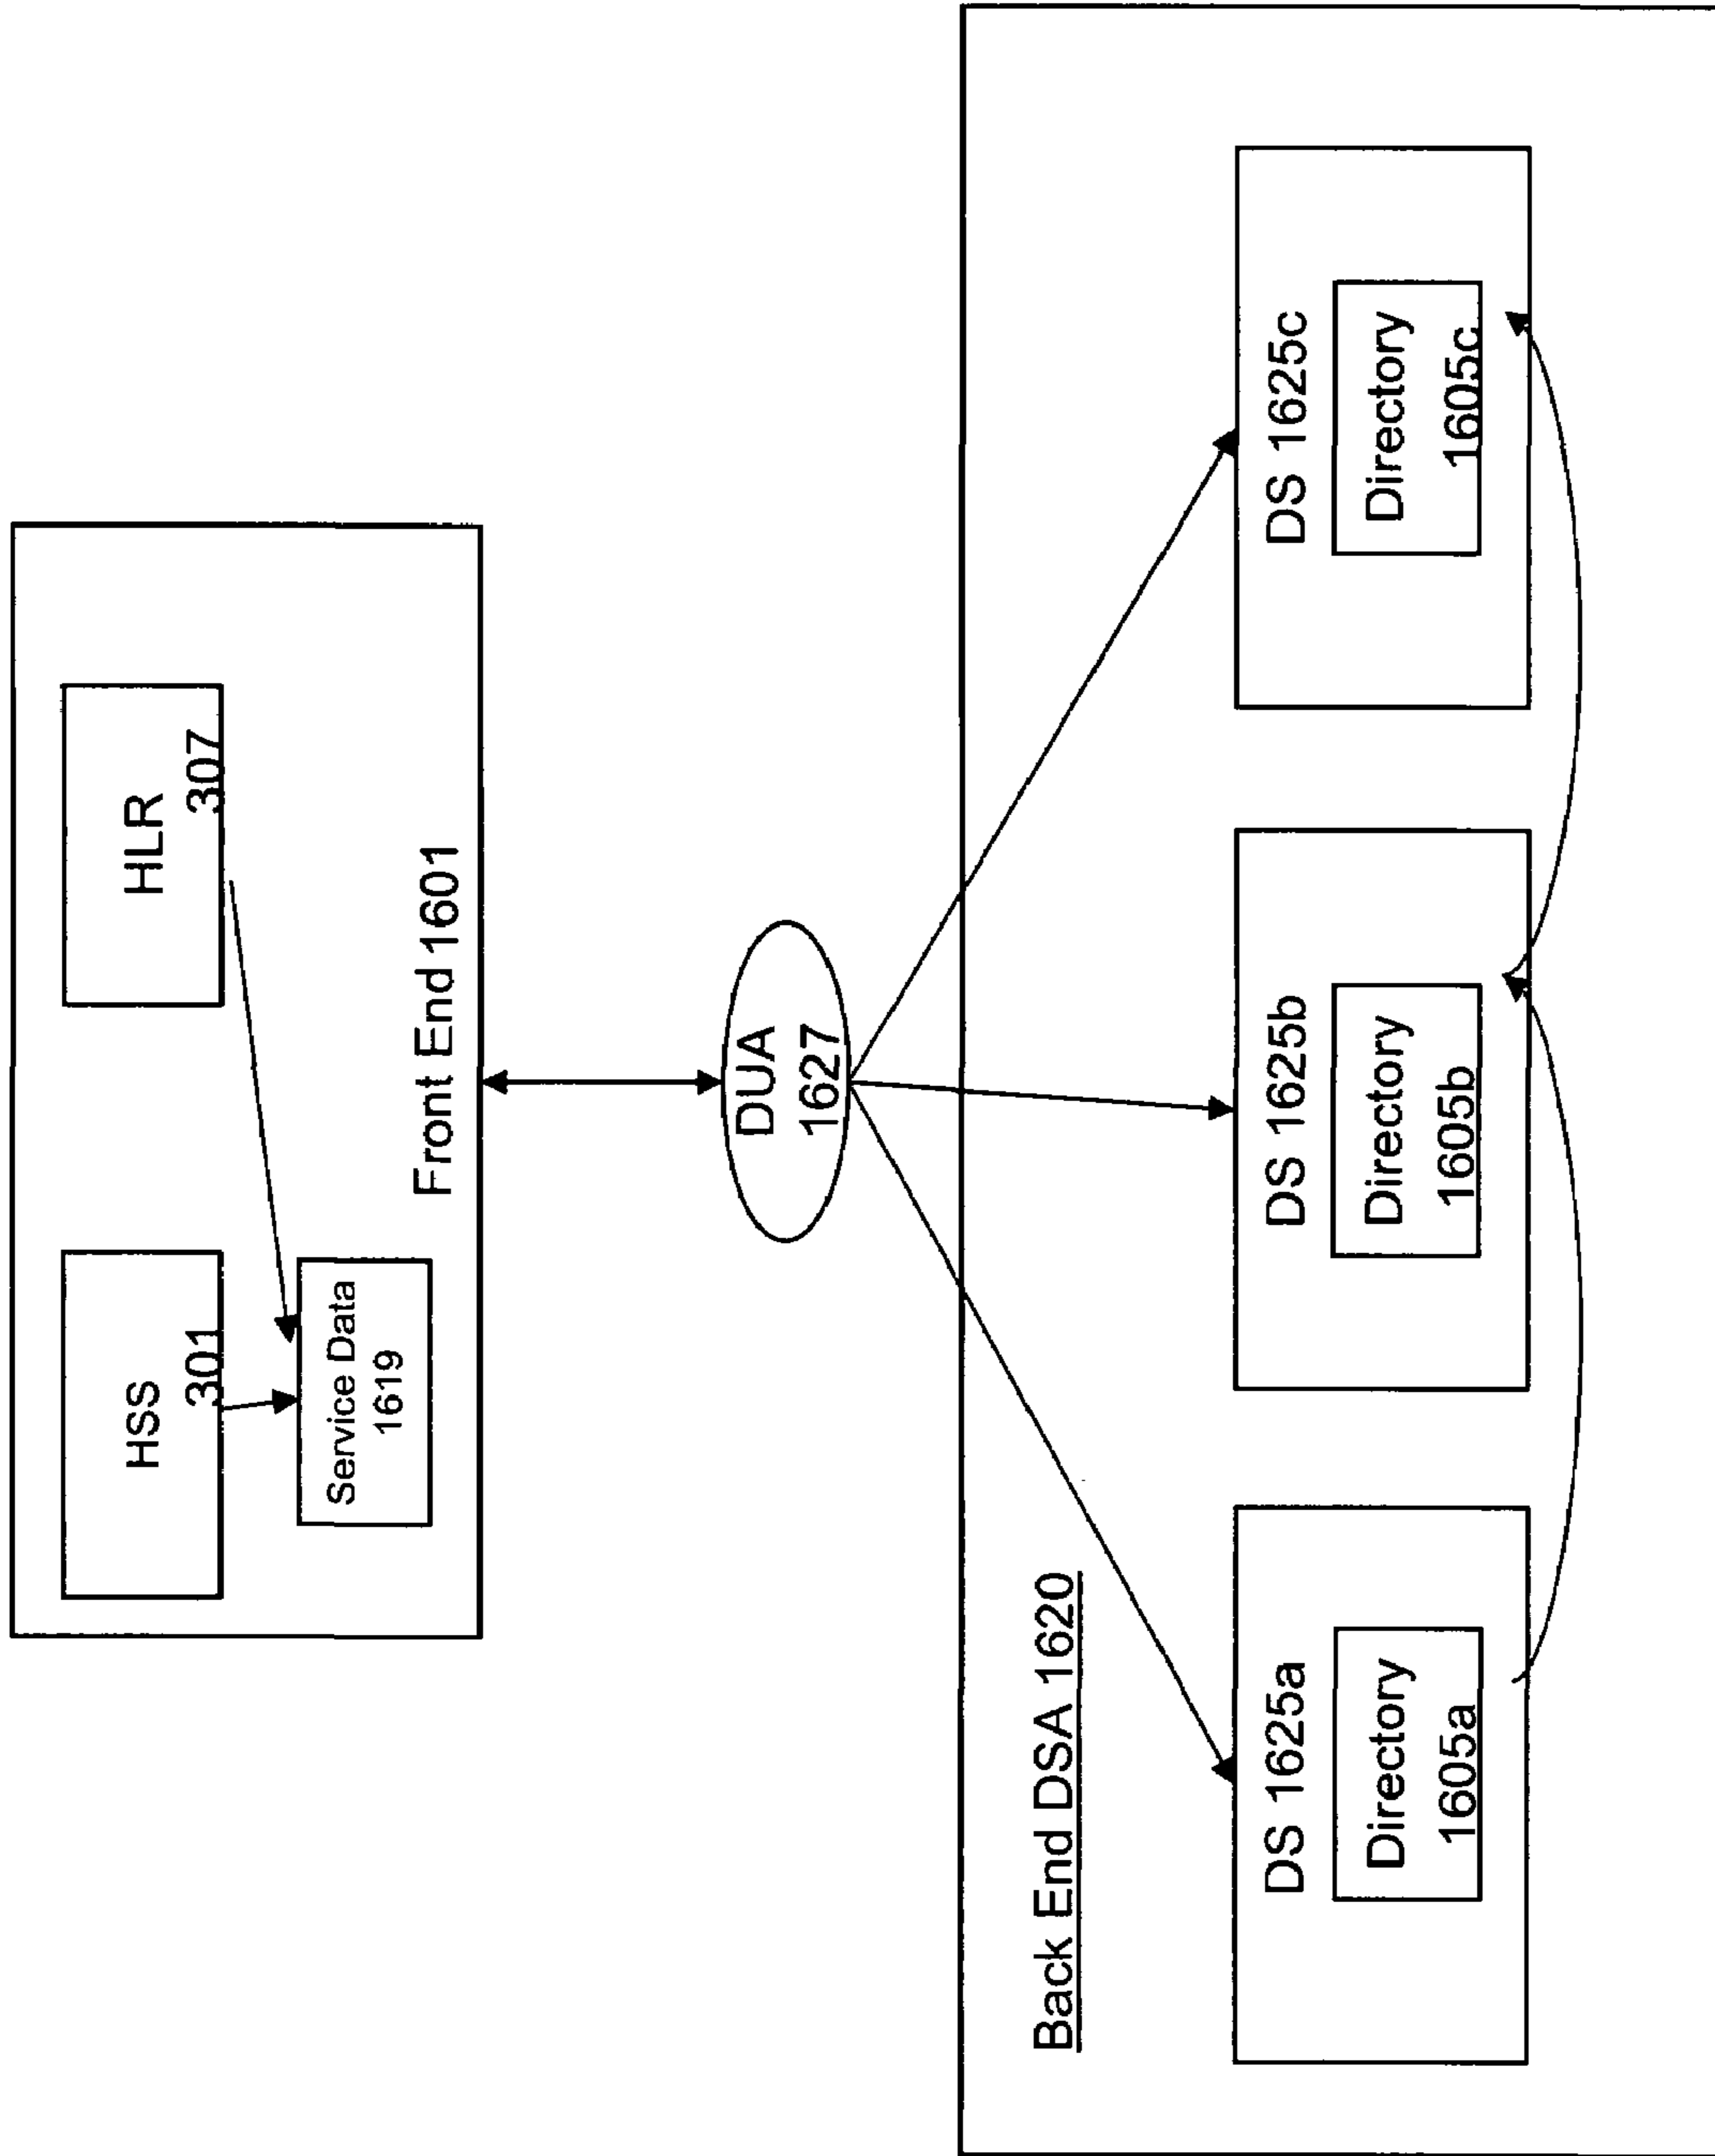 HSS
301
HLR
307
Service Data
1619
Front End 1601
DUA
1627
Back End DSA 1620
DS 1625a
Directory
1605a
DS 1625b
Directory
1605b
DS 1625c
Directory
1605c